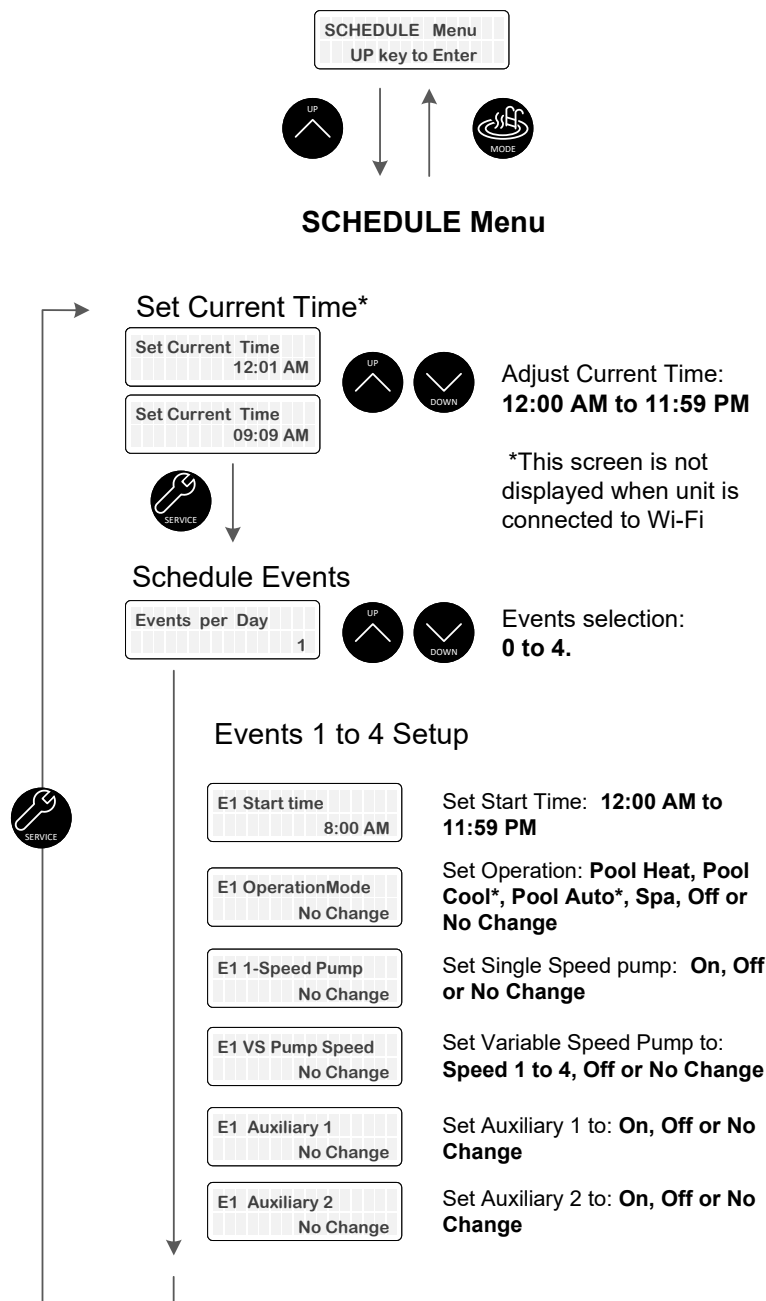 SCHEDULE Menu
UP key to Enter
UP
MODE
SCHEDULE Menu
Set Current Time*
Set Current Time
12:01 AM
UP
DOWN
Adjust Current Time:
12:00 AM to 11:59 PM
Set Current Time
09:09 AM
*This screen is not
displayed when unit is
connected to Wi-Fi
SERVICE
Schedule Events
Events per Day
1
UP
DOWN
Events selection:
0 to 4.
Events 1 to 4 Setup
E1 Start time
8:00 AM
Set Start Time: 12:00 AM to
11:59 PM
SERVICE
E1 OperationMode
No Change
Set Operation: Pool Heat, Pool
Cool*, Pool Auto*, Spa, Off or
No Change
E1 1-Speed Pump
No Change
Set Single Speed pump: On, Off
or No Change
E1 VS Pump Speed
No Change
Set Variable Speed Pump to:
Speed 1 to 4, Off or No Change
E1 Auxiliary 1
No Change
Set Auxiliary 1 to: On, Off or No
Change
E1 Auxiliary 2
No Change
Set Auxiliary 2 to: On, Off or No
Change